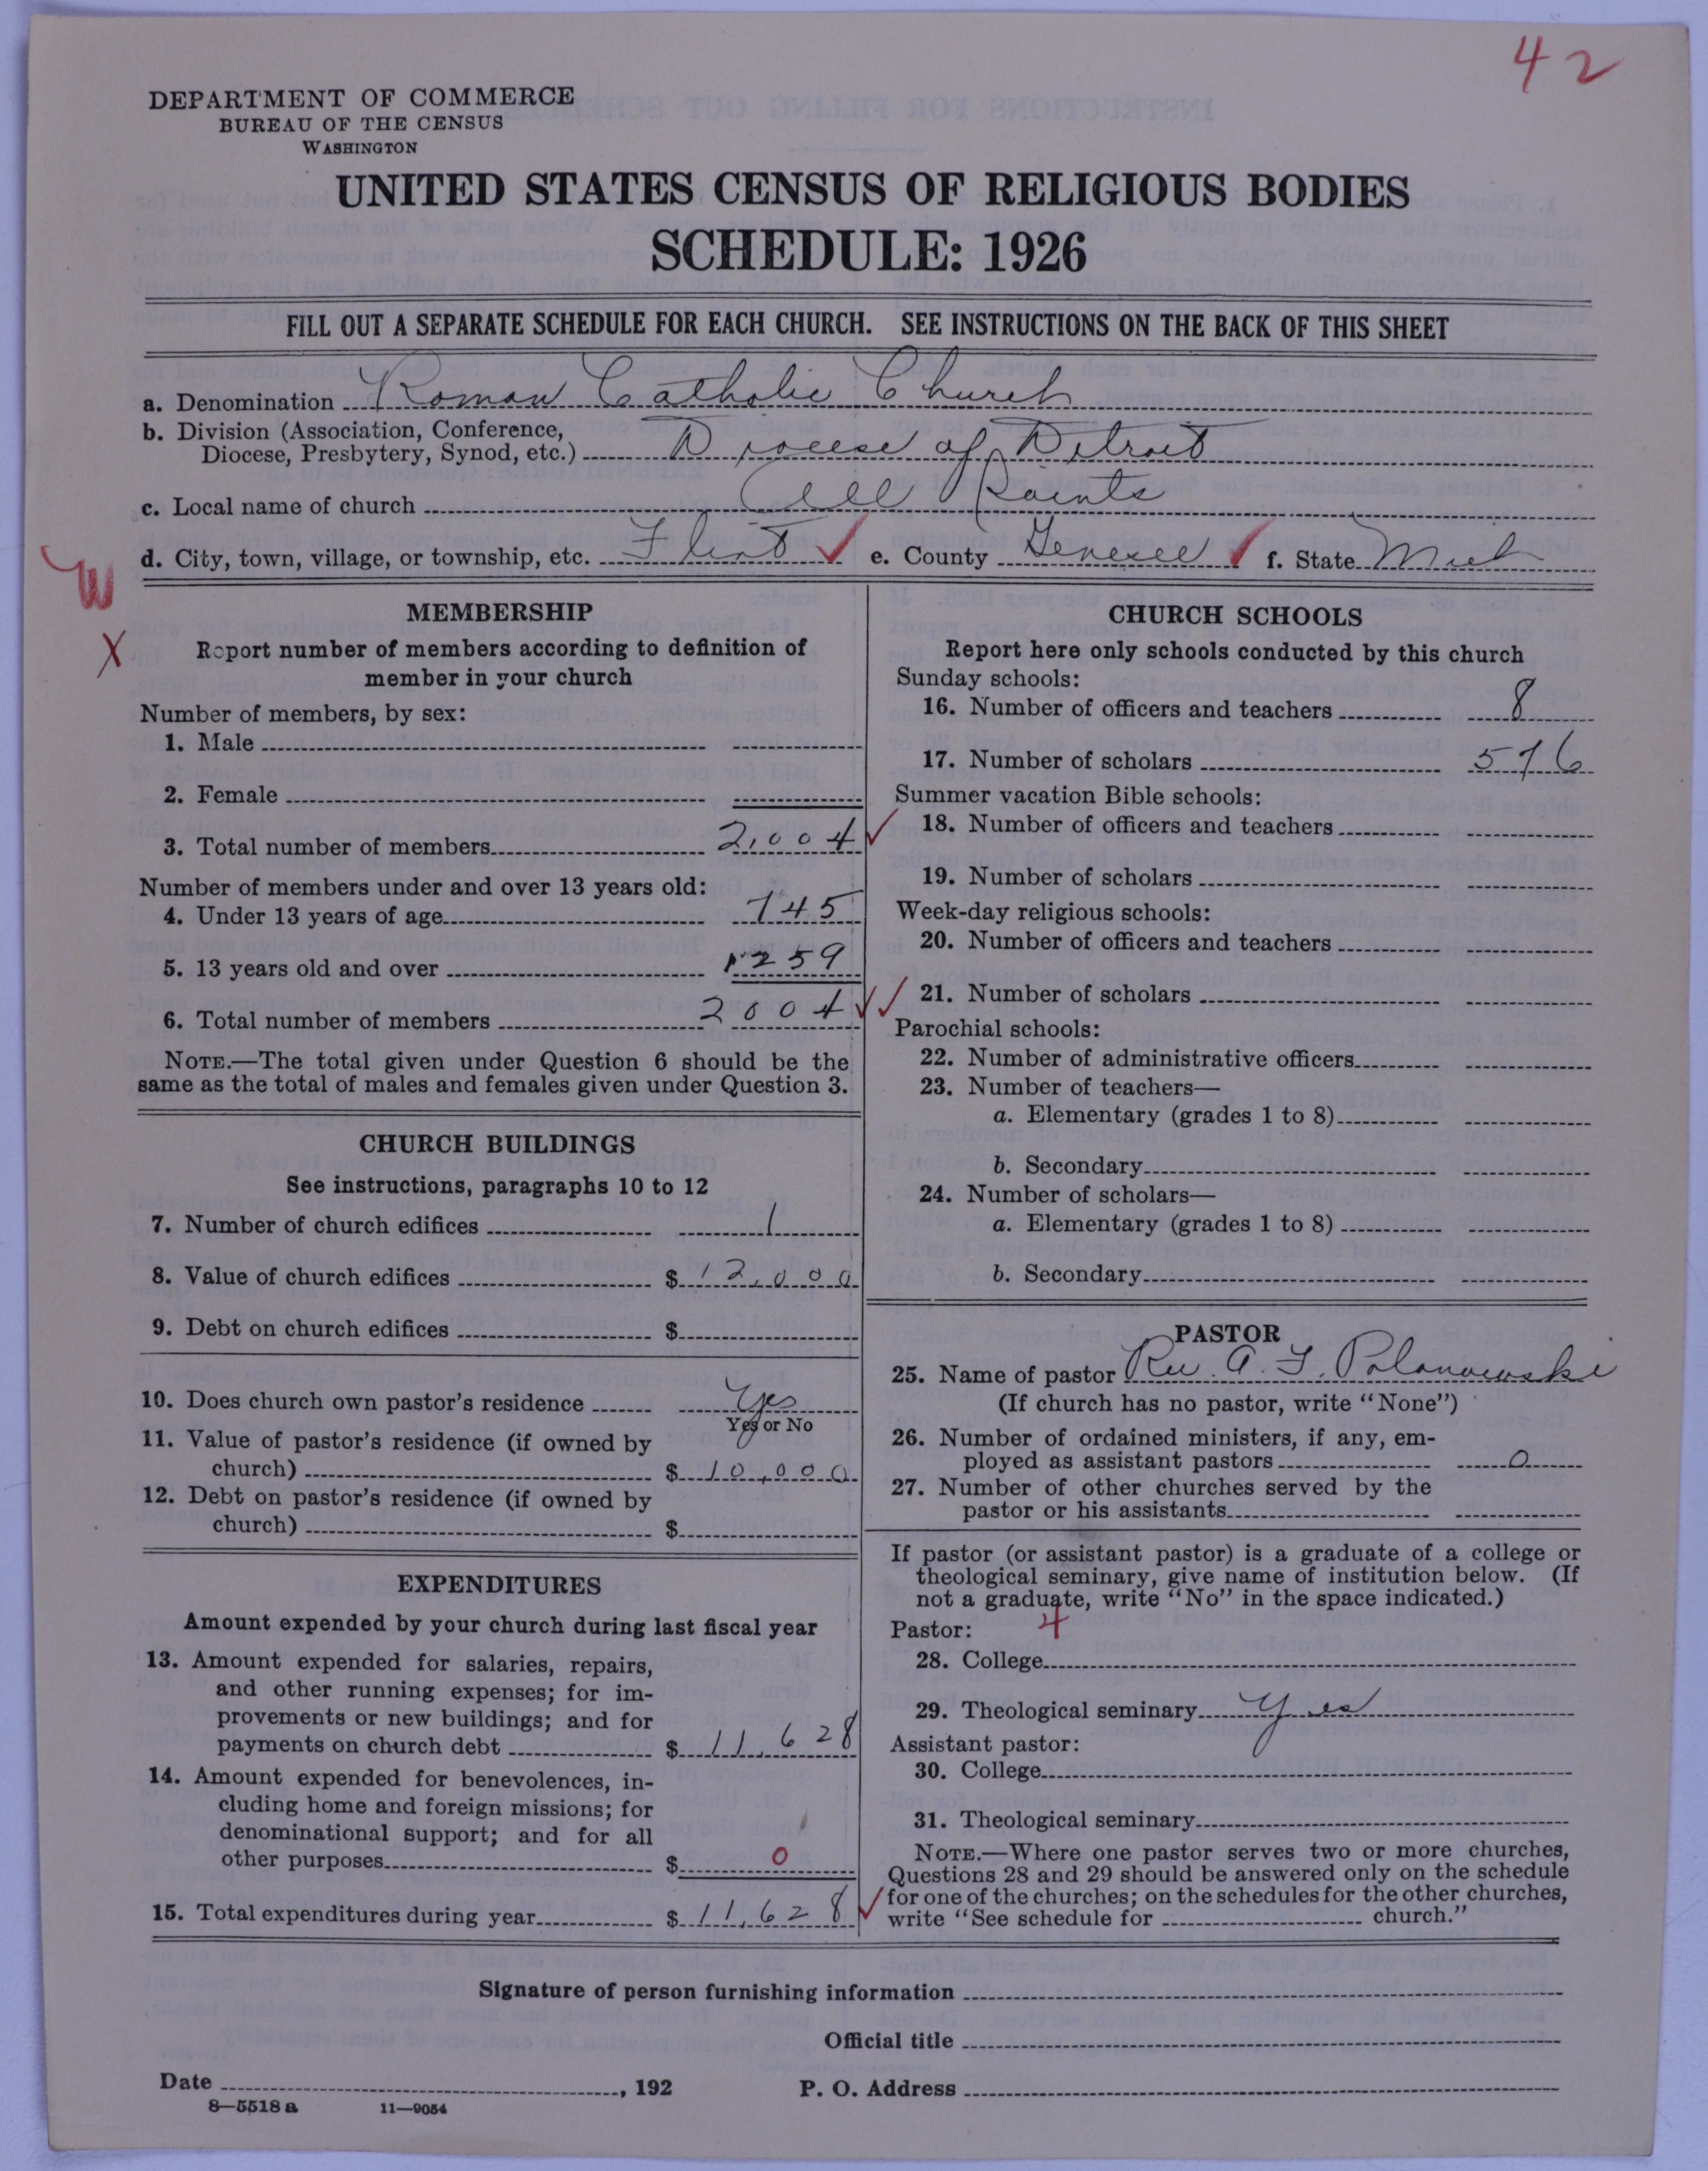 42
DEPARTMENT OF COMMERCE
BUREAU OF THE CENSUS
WASHINGTON
UNITED STATES CENSUS OF RELIGIOUS BODIES
SCHEDULE: 1926
FILL OUT A SEPARATE SCHEDULE FOR EACH CHURCH. SEE INSTRUCTIONS ON THE BACK OF THIS SHEET
a. Denomination Roman Catholic Church
b. Division (Association, Conference,
Diocese, Presbytery, Synod, etc.) Diocese of Detroit
c. Local name of church All Saints
d. City, town, village, or township, etc. Flint ✓ e. County Genesee ✓ f. State Mich
W
X
MEMBERSHIP
Report number of members according to definition of
member in your church
Number of members, by sex:
1. Male
2. Female
3. Total number of members 2,004 ✓
Number of members under and over 13 years old:
4. Under 13 years of age 745
5. 13 years old and over 1259
6. Total number of members 2004 ✓✓
NOTE.—The total given under Question 6 should be the
same as the total of males and females given under Question 3.
CHURCH BUILDINGS
See instructions, paragraphs 10 to 12
7. Number of church edifices 1
8. Value of church edifices $ 12,000
9. Debt on church edifices $
10. Does church own pastor's residence Yes
Yes or No
11. Value of pastor's residence (if owned by
church) $ 10,000
12. Debt on pastor's residence (if owned by
church) $
EXPENDITURES
Amount expended by your church during last fiscal year
13. Amount expended for salaries, repairs,
and other running expenses; for im-
provements or new buildings; and for
payments on church debt $ 11,628
14. Amount expended for benevolences, in-
cluding home and foreign missions; for
denominational support; and for all
other purposes $ 0
15. Total expenditures during year $ 11,628 ✓
CHURCH SCHOOLS
Report here only schools conducted by this church
Sunday schools:
16. Number of officers and teachers 8
17. Number of scholars 576
Summer vacation Bible schools:
18. Number of officers and teachers
19. Number of scholars
Week-day religious schools:
20. Number of officers and teachers
21. Number of scholars
Parochial schools:
22. Number of administrative officers
23. Number of teachers—
a. Elementary (grades 1 to 8)
b. Secondary
24. Number of scholars—
a. Elementary (grades 1 to 8)
b. Secondary
PASTOR
25. Name of pastor Rev. A. F. Polanowski
(If church has no pastor, write "None")
26. Number of ordained ministers, if any, em-
ployed as assistant pastors 0
27. Number of other churches served by the
pastor or his assistants
If pastor (or assistant pastor) is a graduate of a college or
theological seminary, give name of institution below. (If
not a graduate, write "No" in the space indicated.)
Pastor: 4
28. College
29. Theological seminary Yes
Assistant pastor:
30. College
31. Theological seminary
NOTE.—Where one pastor serves two or more churches,
Questions 28 and 29 should be answered only on the schedule
for one of the churches; on the schedules for the other churches,
write "See schedule for church."
Signature of person furnishing information
Official title
Date , 192 P. O. Address
8—5518 a 11—9054